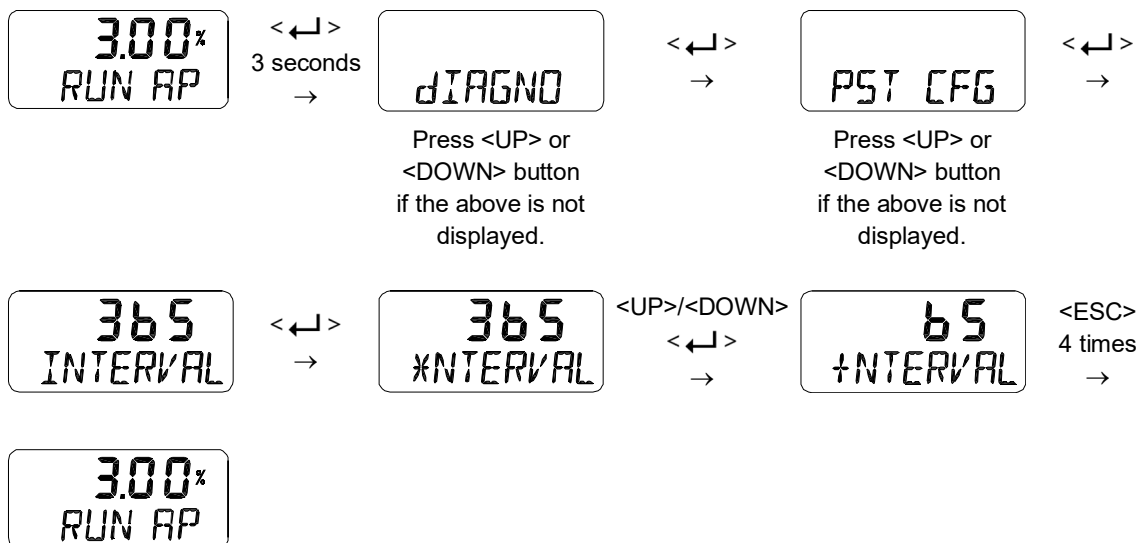 3.00% < ↵ > < ↵ > < ↵ >
RUN AP 3 seconds → dIAGNO → PST CFG →
Press <UP> or Press <UP> or
<DOWN> button <DOWN> button
if the above is not if the above is not
displayed. displayed.
365 < ↵ > 365 <UP>/<DOWN> 65 <ESC>
INTERVAL → *NTERVAL < ↵ > → +NTERVAL 4 times →
3.00%
RUN AP